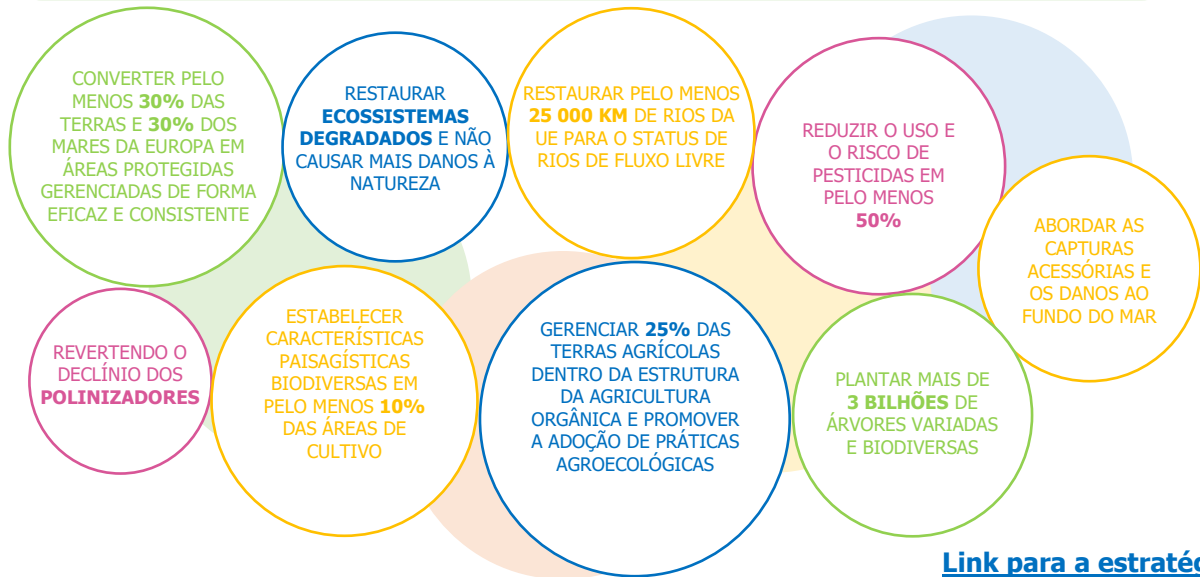 CONVERTER PELO
MENOS 30% DAS
TERRAS E 30% DOS
MARES DA EUROPA EM
ÁREAS PROTEGIDAS
GERENCIADAS DE FORMA
EFICAZ E CONSISTENTE
RESTAURAR
ECOSSISTEMAS
DEGRADADOS E NÃO
CAUSAR MAIS DANOS À
NATUREZA
RESTAURAR PELO MENOS
25 000 KM DE RIOS DA
UE PARA O STATUS DE
RIOS DE FLUXO LIVRE
REDUZIR O USO E
O RISCO DE
PESTICIDAS EM
PELO MENOS
50%
ABORDAR AS
CAPTURAS
ACESSÓRIAS E
OS DANOS AO
FUNDO DO MAR
REVERTENDO O
DECLÍNIO DOS
POLINIZADORES
ESTABELECER
CARACTERÍSTICAS
PAISAGÍSTICAS
BIODIVERSAS EM
PELO MENOS 10%
DAS ÁREAS DE
CULTIVO
GERENCIAR 25% DAS
TERRAS AGRÍCOLAS
DENTRO DA ESTRUTURA
DA AGRICULTURA
ORGÂNICA E PROMOVER
A ADOÇÃO DE PRÁTICAS
AGROECOLÓGICAS
PLANTAR MAIS DE
3 BILHÕES DE
ÁRVORES VARIADAS
E BIODIVERSAS
Link para a